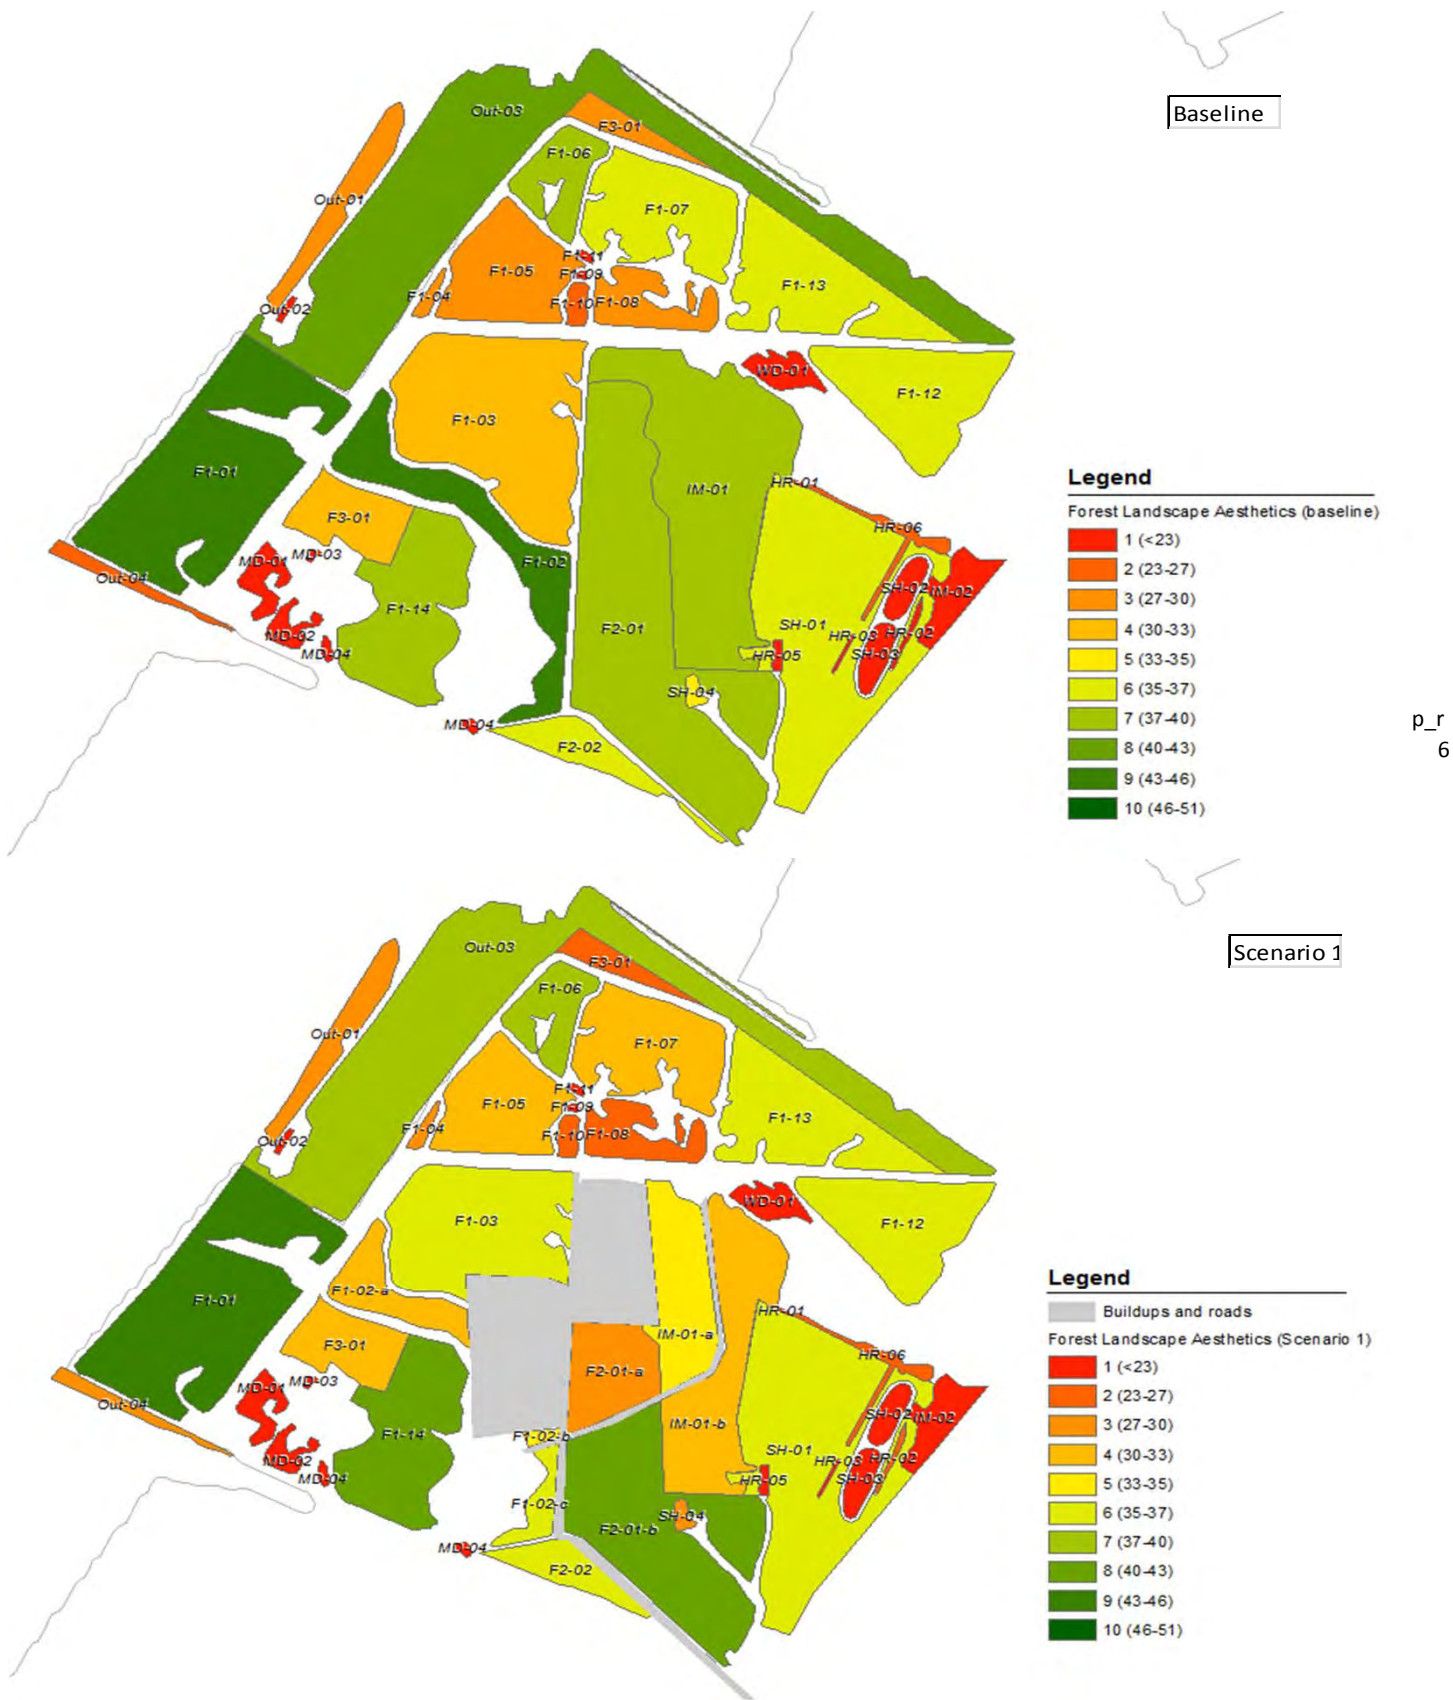 Baseline
Out-03
F3-01
F1-06
Out-01
F1-07
F1-11
F1-05
F1-09
F1-13
F1-04
F1-10
F1-08
Out-02
WD-01
F1-12
F1-03
F1-01
IM-01
HR-01
F3-01
HR-06
MD-03
MD-01
F1-02
Out-04
SH-02
IM-02
F1-14
F2-01
SH-01
HR-03
HR-02
MD-02
MD-04
HR-05
SH-03
SH-04
MD-04
F2-02
Legend
Forest Landscape Aesthetics (baseline)
1 (<23)
2 (23-27)
3 (27-30)
4 (30-33)
5 (33-35)
6 (35-37)
7 (37-40)
8 (40-43)
9 (43-46)
10 (46-51)
p_r
6
Scenario 1
Out-03
F3-01
F1-06
Out-01
F1-07
F1-11
F1-05
F1-09
F1-13
F1-04
F1-10
F1-08
Out-02
WD-01
F1-03
F1-12
F1-02-a
F1-01
HR-01
IM-01-a
F3-01
HR-06
F2-01-a
MD-03
MD-01
Out-04
SH-02
IM-02
IM-01-b
F1-14
F1-02-b
SH-01
MD-02
HR-03
HR-02
MD-04
HR-05
SH-03
F1-02-c
SH-04
F2-01-b
MD-04
F2-02
Legend
Buildups and roads
Forest Landscape Aesthetics (Scenario 1)
1 (<23)
2 (23-27)
3 (27-30)
4 (30-33)
5 (33-35)
6 (35-37)
7 (37-40)
8 (40-43)
9 (43-46)
10 (46-51)